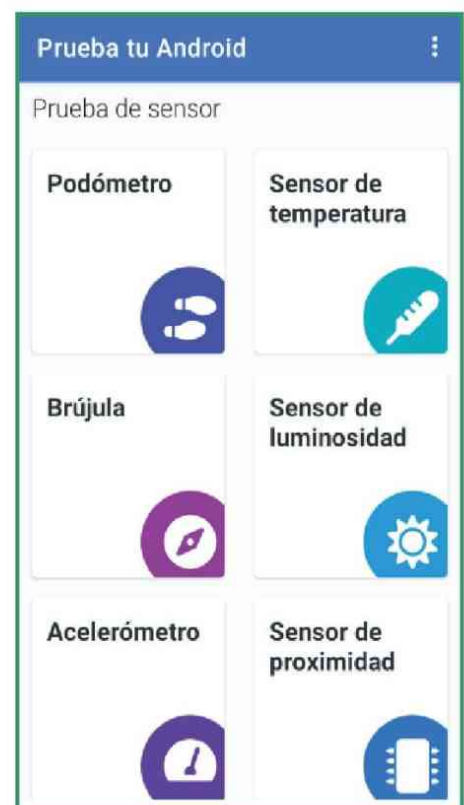 Prueba tu Android
Prueba de sensor
Podómetro
Sensor de
temperatura
Brújula
Sensor de
luminosidad
Acelerómetro
Sensor de
proximidad